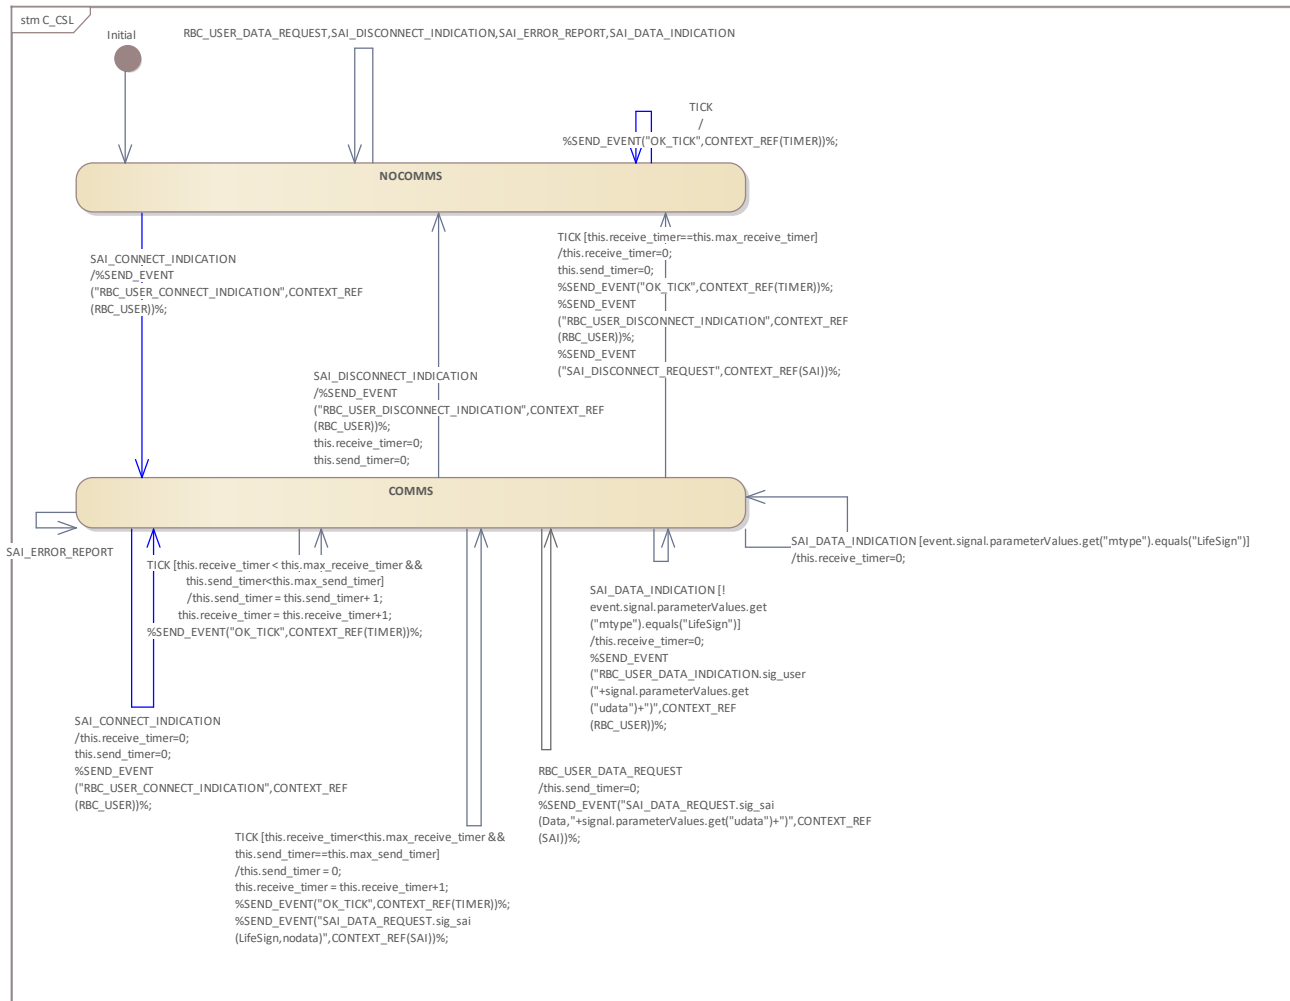 stm C_CSL
Initial
RBC_USER_DATA_REQUEST,SAI_DISCONNECT_INDICATION,SAI_ERROR_REPORT,SAI_DATA_INDICATION
TICK
/
%SEND_EVENT("OK_TICK",CONTEXT_REF(TIMER))%;
NOCOMMS
SAI_CONNECT_INDICATION
/%SEND_EVENT
("RBC_USER_CONNECT_INDICATION",CONTEXT_REF
(RBC_USER))%;
TICK [this.receive_timer==this.max_receive_timer]
/this.receive_timer=0;
this.send_timer=0;
%SEND_EVENT("OK_TICK",CONTEXT_REF(TIMER))%;
%SEND_EVENT
("RBC_USER_DISCONNECT_INDICATION",CONTEXT_REF
(RBC_USER))%;
%SEND_EVENT
("SAI_DISCONNECT_REQUEST",CONTEXT_REF(SAI))%;
SAI_DISCONNECT_INDICATION
/%SEND_EVENT
("RBC_USER_DISCONNECT_INDICATION",CONTEXT_REF
(RBC_USER))%;
this.receive_timer=0;
this.send_timer=0;
COMMS
SAI_ERROR_REPORT
TICK [this.receive_timer < this.max_receive_timer &&
this.send_timer<this.max_send_timer]
/this.send_timer = this.send_timer+ 1;
this.receive_timer = this.receive_timer+1;
%SEND_EVENT("OK_TICK",CONTEXT_REF(TIMER))%;
SAI_DATA_INDICATION [event.signal.parameterValues.get("mtype").equals("LifeSign")]
/this.receive_timer=0;
SAI_DATA_INDICATION [!
event.signal.parameterValues.get
("mtype").equals("LifeSign")]
/this.receive_timer=0;
%SEND_EVENT
("RBC_USER_DATA_INDICATION.sig_user
("+signal.parameterValues.get
("udata")+")",CONTEXT_REF
(RBC_USER))%;
SAI_CONNECT_INDICATION
/this.receive_timer=0;
this.send_timer=0;
%SEND_EVENT
("RBC_USER_CONNECT_INDICATION",CONTEXT_REF
(RBC_USER))%;
RBC_USER_DATA_REQUEST
/this.send_timer=0;
%SEND_EVENT("SAI_DATA_REQUEST.sig_sai
(Data,"+signal.parameterValues.get("udata")+")",CONTEXT_REF
(SAI))%;
TICK [this.receive_timer<this.max_receive_timer &&
this.send_timer==this.max_send_timer]
/this.send_timer = 0;
this.receive_timer = this.receive_timer+1;
%SEND_EVENT("OK_TICK",CONTEXT_REF(TIMER))%;
%SEND_EVENT("SAI_DATA_REQUEST.sig_sai
(LifeSign,nodata)",CONTEXT_REF(SAI))%;